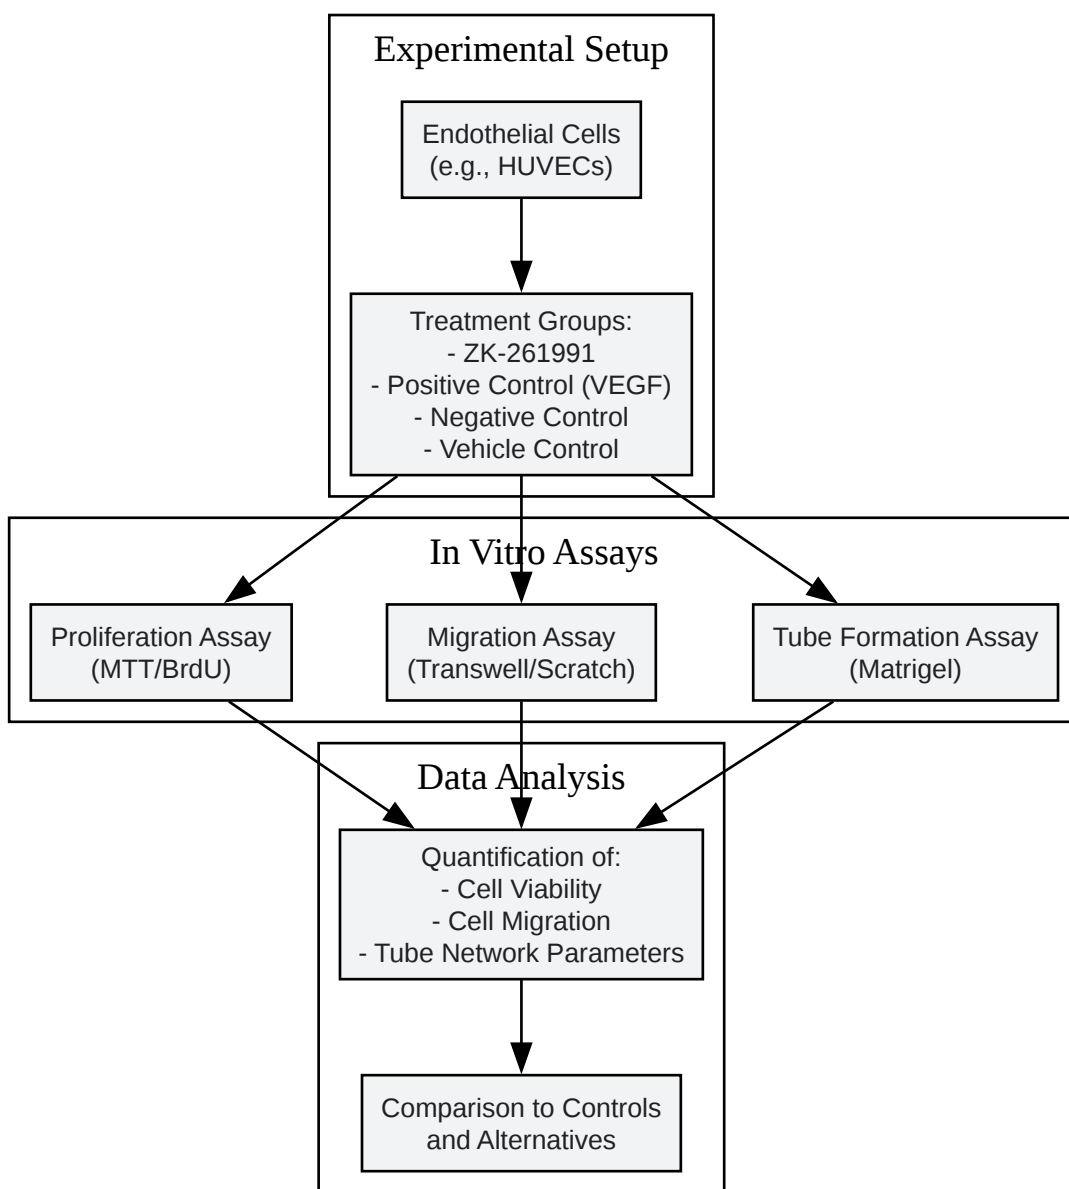 Experimental Setup
Endothelial Cells
(e.g., HUVECs)
Treatment Groups:
- ZK-261991
- Positive Control (VEGF)
- Negative Control
- Vehicle Control
In Vitro Assays
Proliferation Assay
(MTT/BrdU)
Migration Assay
(Transwell/Scratch)
Tube Formation Assay
(Matrigel)
Data Analysis
Quantification of:
- Cell Viability
- Cell Migration
- Tube Network Parameters
Comparison to Controls
and Alternatives